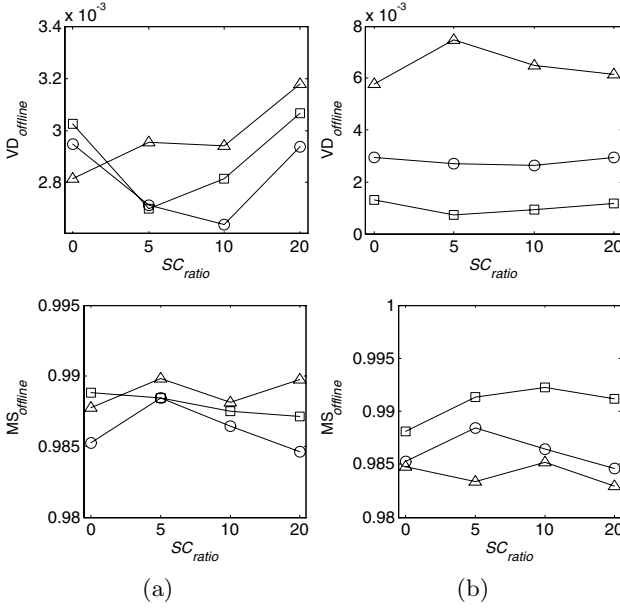 x 10⁻³
3.4
3.2
3
2.8
VD_offline
0 5 10 20
SC_ratio
x 10⁻³
8
6
4
2
0
VD_offline
0 5 10 20
SC_ratio
0.995
0.99
0.985
0.98
MS_offline
0 5 10 20
SC_ratio
(a)
1
0.995
0.99
0.985
0.98
MS_offline
0 5 10 20
SC_ratio
(b)